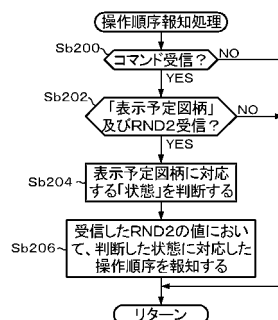 操作順序報知処理
Sb200
コマンド受信？
NO
YES
Sb202
「表示予定図柄」
及びRND2受信？
NO
YES
Sb204
表示予定図柄に対応
する「状態」を判断する
Sb206
受信したRND2の値におい
て、判断した状態に対応した
操作順序を報知する
リターン